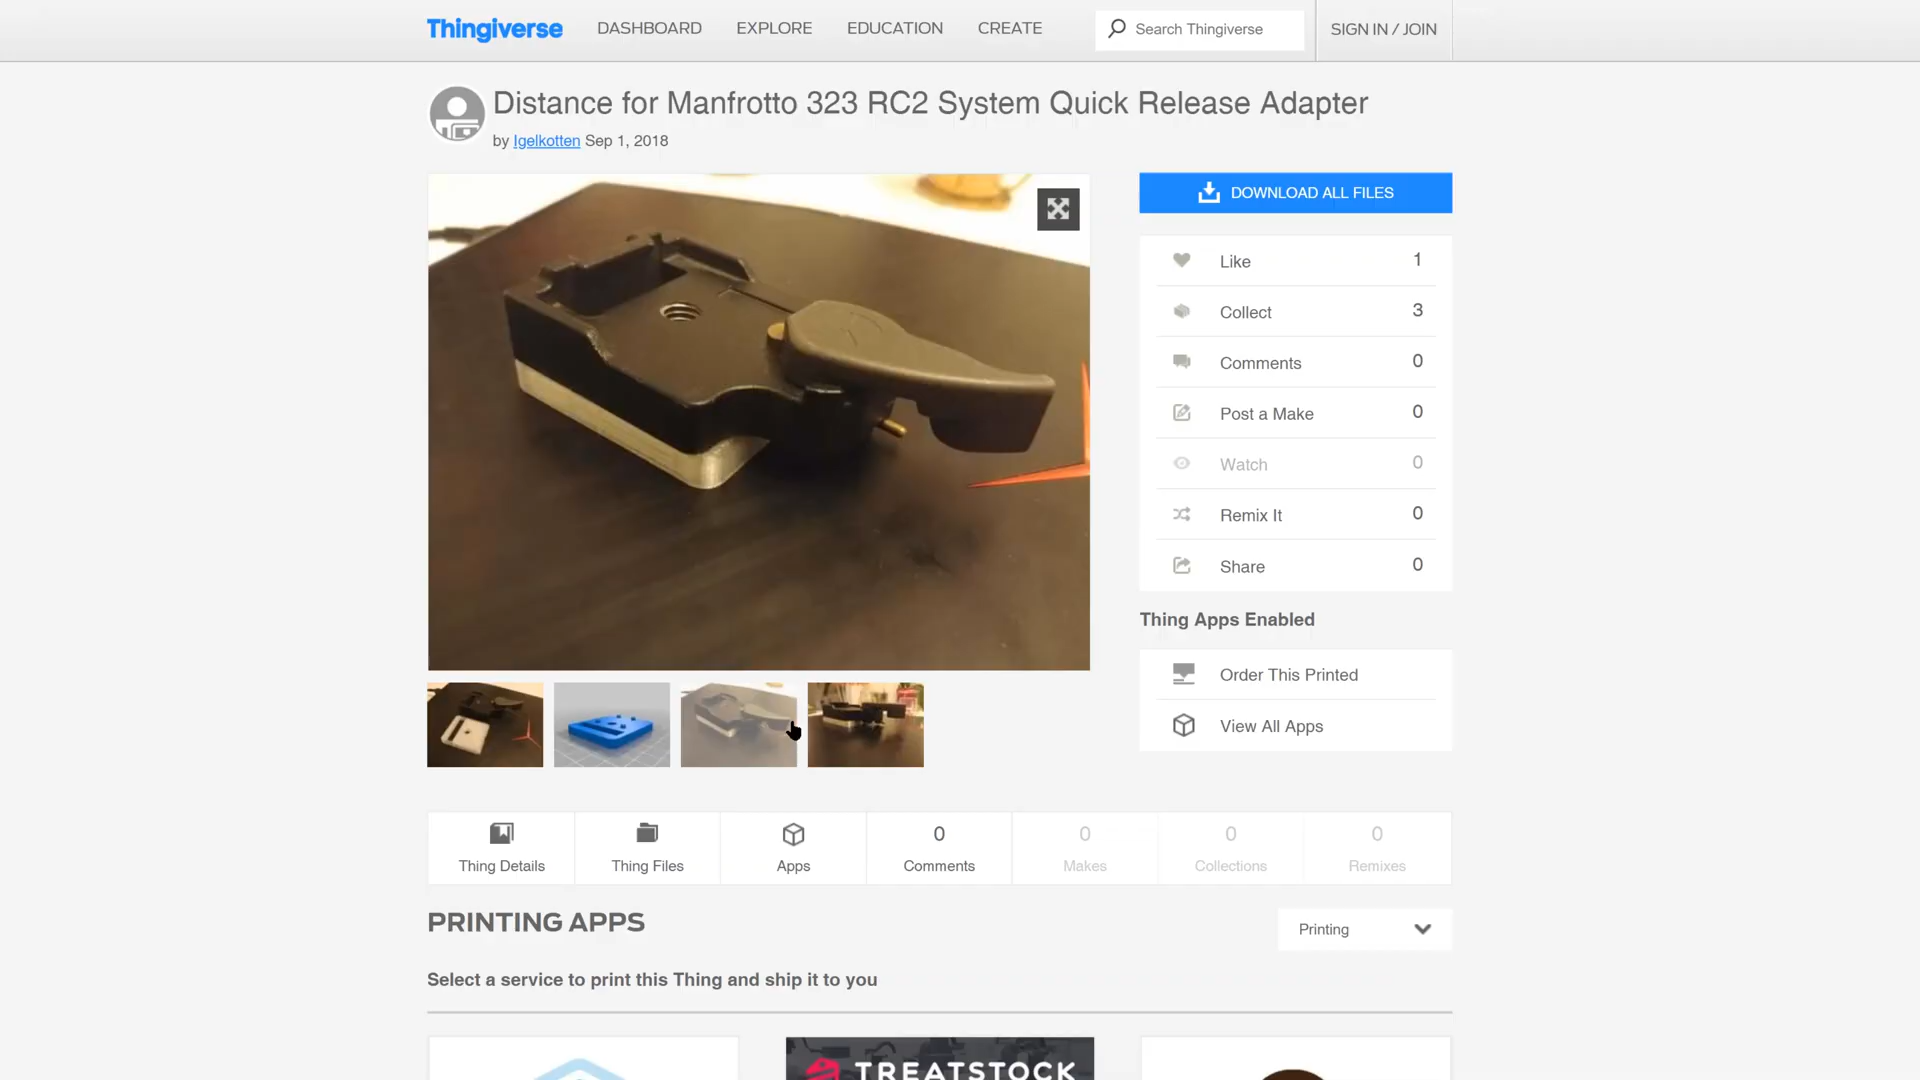 Thingiverse
DASHBOARD
EXPLORE
EDUCATION
CREATE
Search Thingiverse
SIGN IN / JOIN
Distance for Manfrotto 323 RC2 System Quick Release Adapter
by Igelkotten Sep 1, 2018
DOWNLOAD ALL FILES
Like 1
Collect 3
Comments 0
Post a Make 0
Watch 0
Remix It 0
Share 0
Thing Apps Enabled
Order This Printed
View All Apps
Thing Details
Thing Files
Apps
0 Comments
0 Makes
0 Collections
0 Remixes
PRINTING APPS
Printing
Select a service to print this Thing and ship it to you
TREATSTOCK